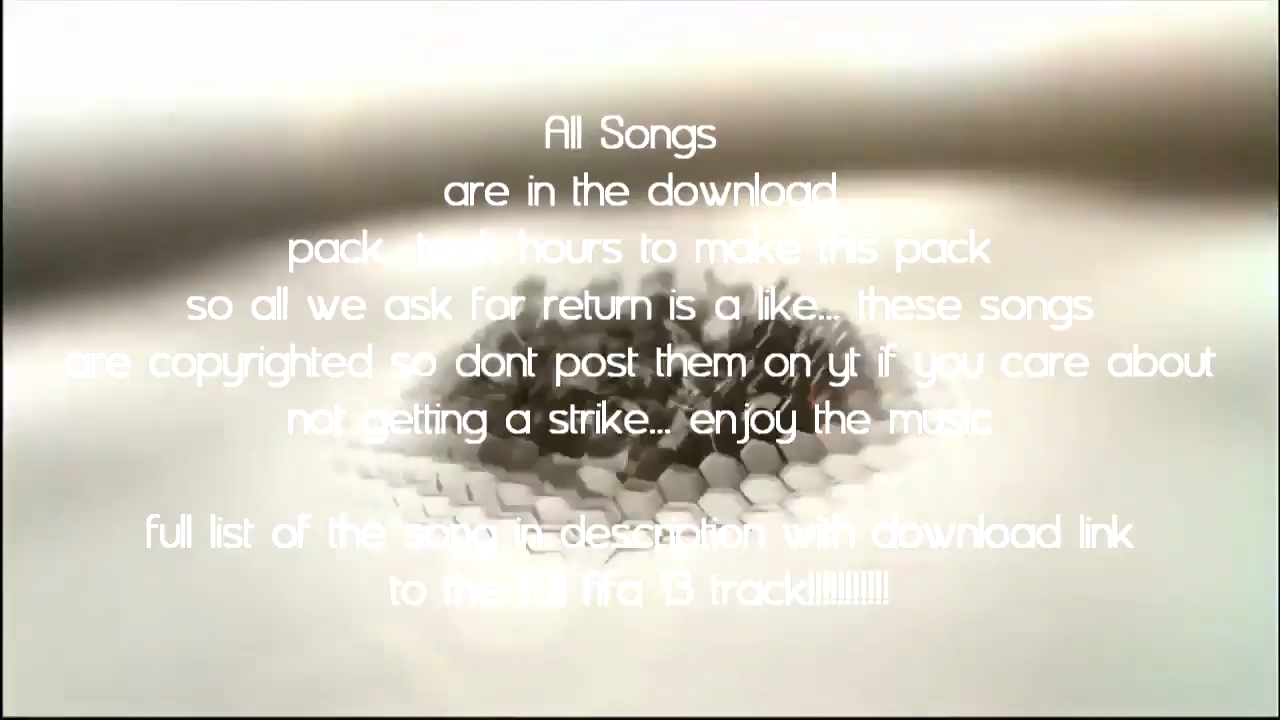 All Songs
are in the download
pack.. took hours to make this pack
so all we ask for return is a like... these songs
are copyrighted so dont post them on yt if you care about
not getting a strike... enjoy the music
full list of the song in description with download link
to the full fifa 13 track!!!!!!!!!!!